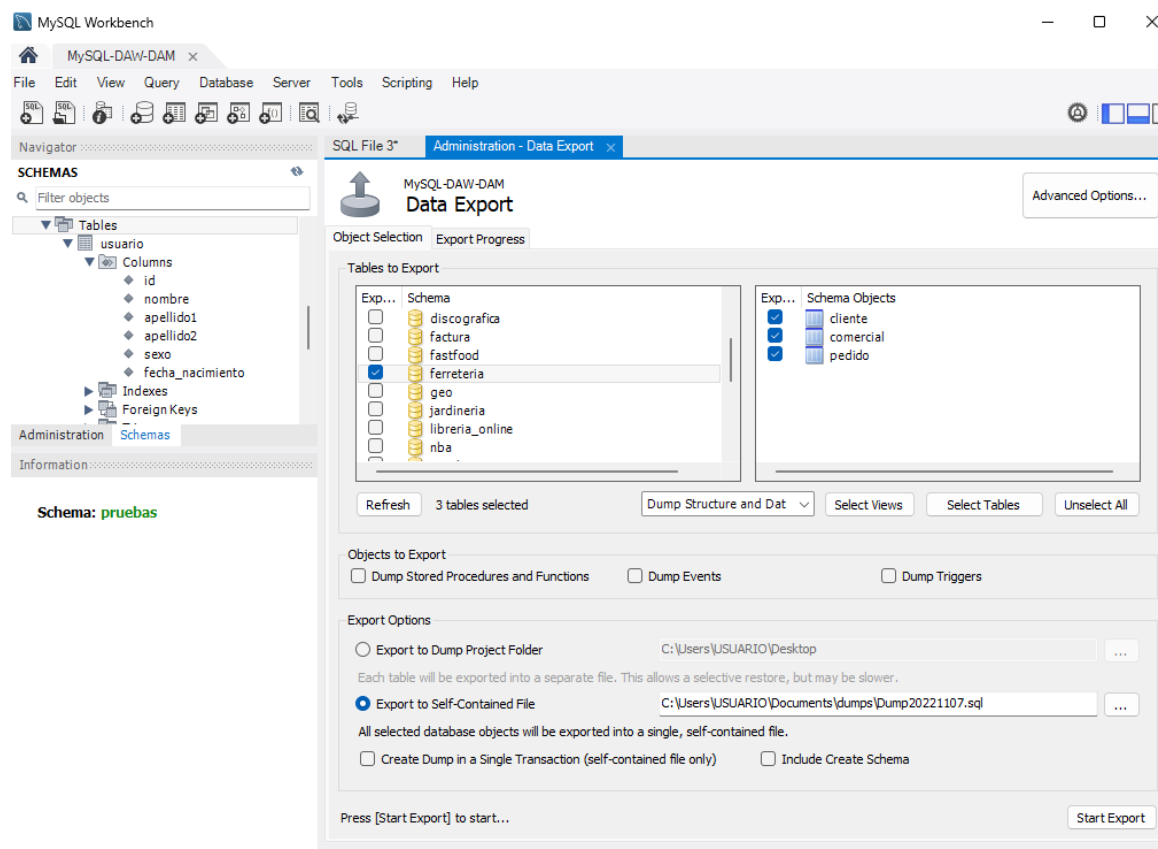 MySQL Workbench
MySQL-DAW-DAM
File Edit View Query Database Server Tools Scripting Help
Navigator
SCHEMAS
Filter objects
Tables
usuario
Columns
id
nombre
apellido1
apellido2
sexo
fecha_nacimiento
Indexes
Foreign Keys
Administration Schemas
Information
Schema: pruebas
SQL File 3* Administration - Data Export
MySQL-DAW-DAM
Data Export
Advanced Options...
Object Selection Export Progress
Tables to Export
Exp... Schema
discografica
factura
fastfood
ferreteria
geo
jardineria
libreria_online
nba
Exp... Schema Objects
cliente
comercial
pedido
Refresh 3 tables selected Dump Structure and Dat Select Views Select Tables Unselect All
Objects to Export
Dump Stored Procedures and Functions Dump Events Dump Triggers
Export Options
Export to Dump Project Folder C:\Users\USUARIO\Desktop ...
Each table will be exported into a separate file. This allows a selective restore, but may be slower.
Export to Self-Contained File C:\Users\USUARIO\Documents\dumps\Dump20221107.sql ...
All selected database objects will be exported into a single, self-contained file.
Create Dump in a Single Transaction (self-contained file only) Include Create Schema
Press [Start Export] to start... Start Export